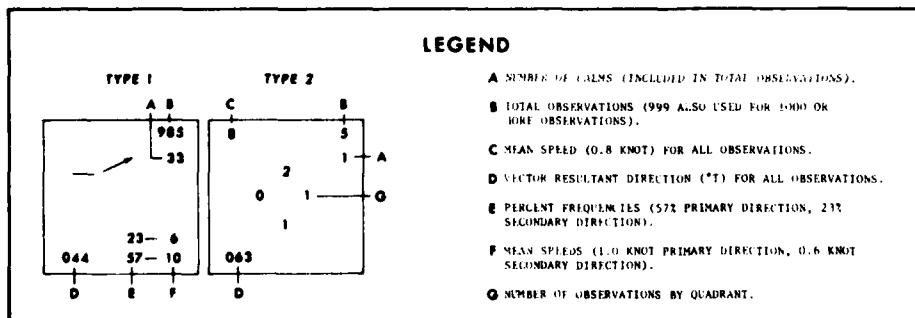 LEGEND
TYPE 1
TYPE 2
A B
985
33
23— 6
044 57— 10
D E F
C B
8 5
1 — A
2
0 1 — G
1
063
D
A NUMBER OF CALMS (INCLUDED IN TOTAL OBSERVATIONS).
B TOTAL OBSERVATIONS (999 ALSO USED FOR 1000 OR
MORE OBSERVATIONS).
C MEAN SPEED (0.8 KNOT) FOR ALL OBSERVATIONS.
D VECTOR RESULTANT DIRECTION (°T) FOR ALL OBSERVATIONS.
E PERCENT FREQUENCIES (57% PRIMARY DIRECTION, 23%
SECONDARY DIRECTION).
F MEAN SPEEDS (1.0 KNOT PRIMARY DIRECTION, 0.6 KNOT
SECONDARY DIRECTION).
G NUMBER OF OBSERVATIONS BY QUADRANT.